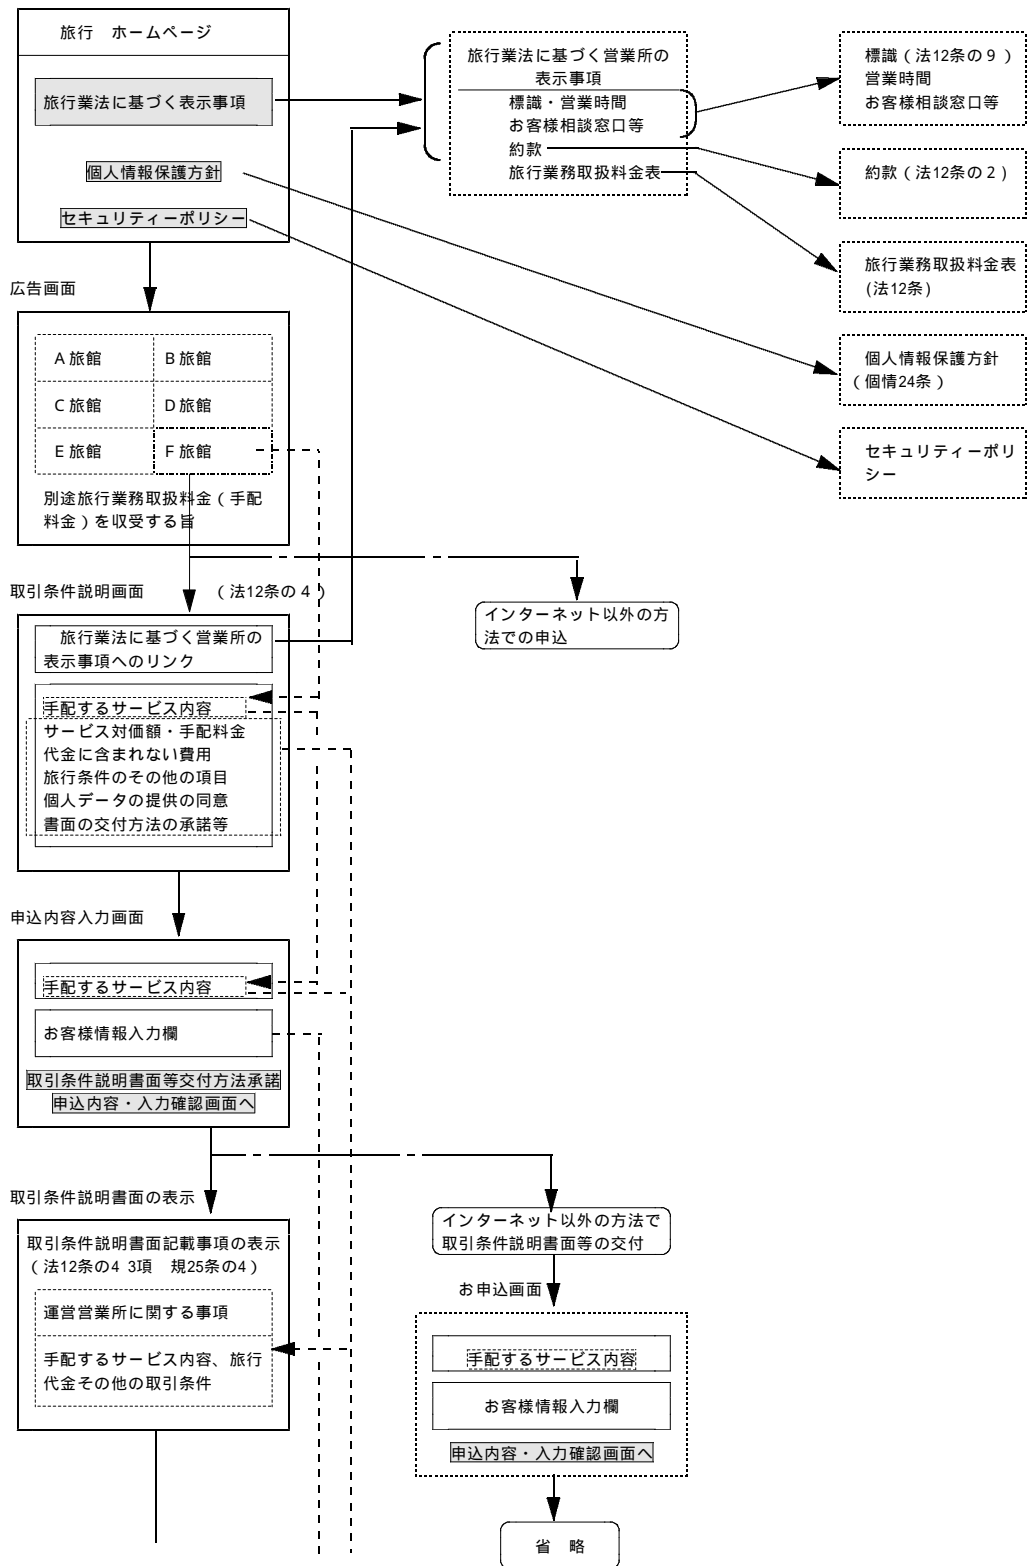 旅行　ホームページ
旅行業法に基づく表示事項
個人情報保護方針
セキュリティーポリシー
旅行業法に基づく営業所の
表示事項
標識・営業時間
お客様相談窓口等
約款
旅行業務取扱料金表
標識（法12条の９）
営業時間
お客様相談窓口等
約款（法12条の２）
旅行業務取扱料金表
(法12条)
個人情報保護方針
（個情24条）
セキュリティーポリ
シー
広告画面
Ａ旅館
Ｂ旅館
Ｃ旅館
Ｄ旅館
Ｅ旅館
Ｆ旅館
別途旅行業務取扱料金（手配
料金）を収受する旨
取引条件説明画面　（法12条の４）
インターネット以外の方
法での申込
旅行業法に基づく営業所の
表示事項へのリンク
手配するサービス内容
サービス対価額・手配料金
代金に含まれない費用
旅行条件のその他の項目
個人データの提供の同意
書面の交付方法の承諾等
申込内容入力画面
手配するサービス内容
お客様情報入力欄
取引条件説明書面等交付方法承諾
申込内容・入力確認画面へ
取引条件説明書面の表示
取引条件説明書面記載事項の表示
（法12条の4 3項　規25条の4）
運営営業所に関する事項
手配するサービス内容、旅行
代金その他の取引条件
インターネット以外の方法で
取引条件説明書面等の交付
お申込画面
手配するサービス内容
お客様情報入力欄
申込内容・入力確認画面へ
省　略